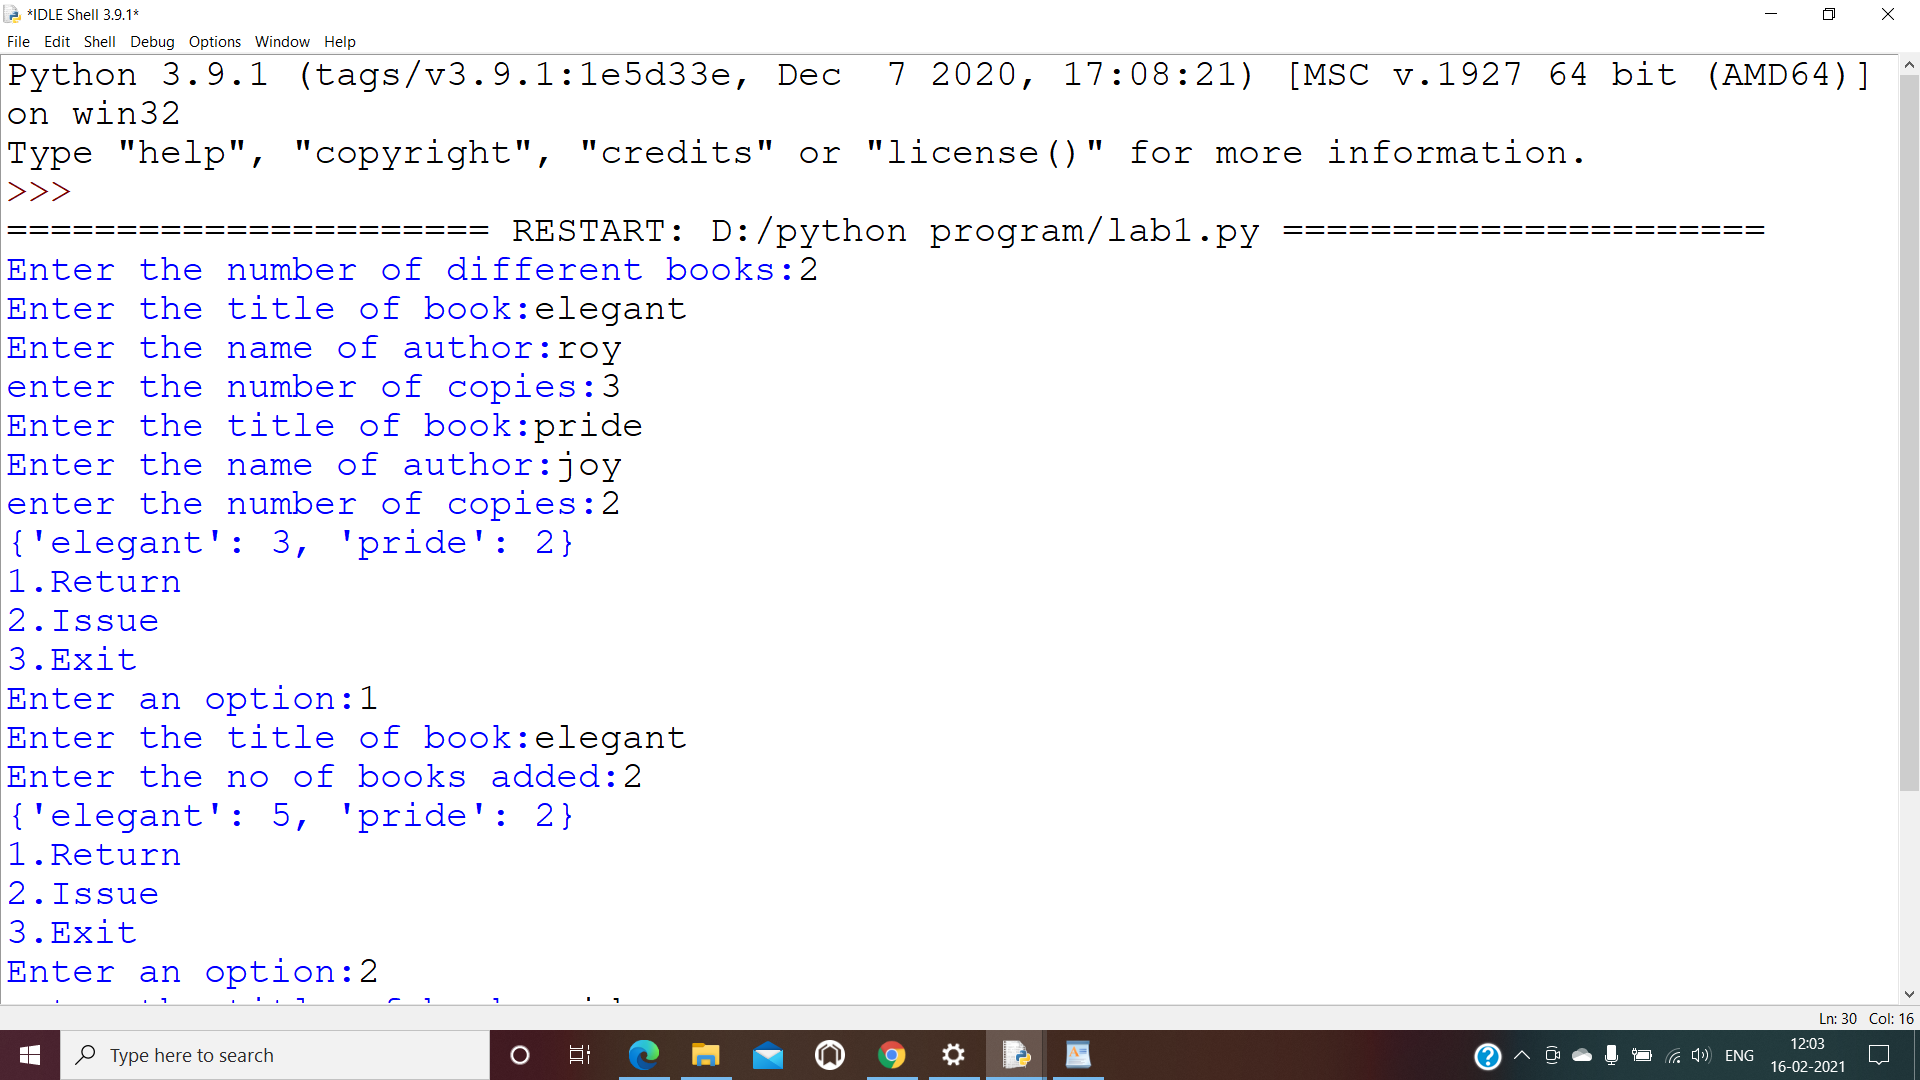 *IDLE Shell 3.9.1*
File Edit Shell Debug Options Window Help
Python 3.9.1 (tags/v3.9.1:1e5d33e, Dec  7 2020, 17:08:21) [MSC v.1927 64 bit (AMD64)]
on win32
Type "help", "copyright", "credits" or "license()" for more information.
>>>
====================== RESTART: D:/python program/lab1.py ======================
Enter the number of different books:2
Enter the title of book:elegant
Enter the name of author:roy
enter the number of copies:3
Enter the title of book:pride
Enter the name of author:joy
enter the number of copies:2
{'elegant': 3, 'pride': 2}
1.Return
2.Issue
3.Exit
Enter an option:1
Enter the title of book:elegant
Enter the no of books added:2
{'elegant': 5, 'pride': 2}
1.Return
2.Issue
3.Exit
Enter an option:2
Ln: 30 Col: 16
Type here to search
ENG
12:03
16-02-2021